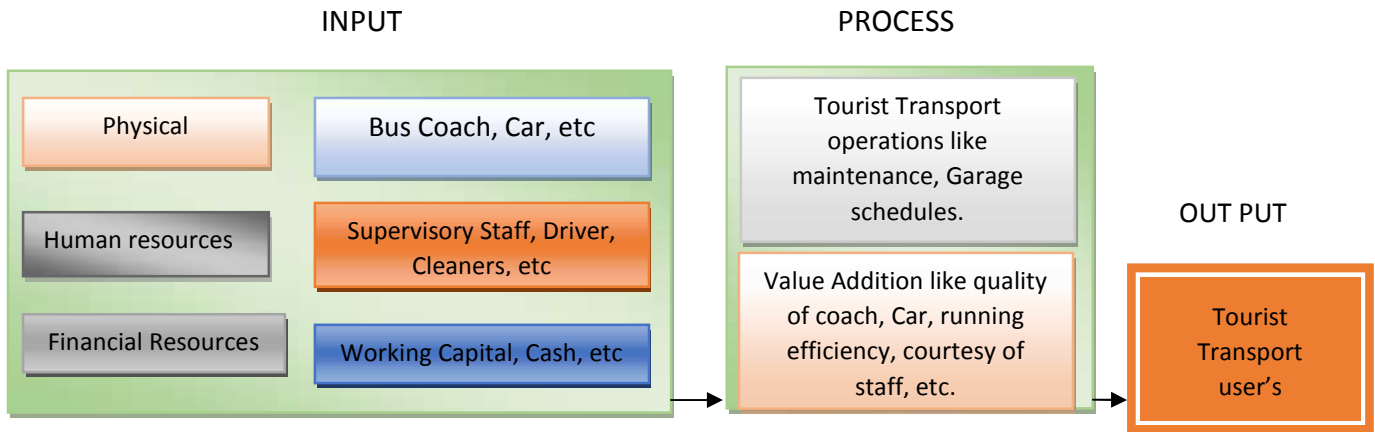 INPUT
PROCESS
Physical
Bus Coach, Car, etc
Human resources
Supervisory Staff, Driver,
Cleaners, etc
Financial Resources
Working Capital, Cash, etc
Tourist Transport
operations like
maintenance, Garage
schedules.
Value Addition like quality
of coach, Car, running
efficiency, courtesy of
staff, etc.
OUT PUT
Tourist
Transport
user's